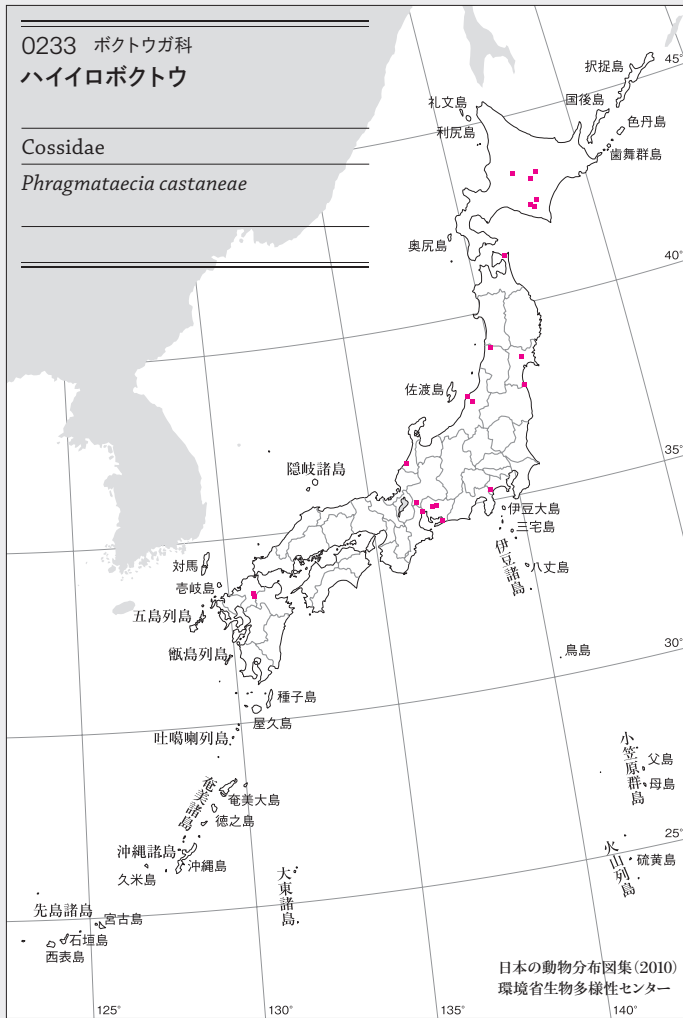 0233 ボクトウガ科
ハイイロボクトウ
Cossidae
Phragmataecia castaneae
45°
択捉島
国後島
礼文島
色丹島
利尻島
歯舞群島
奥尻島
40°
佐渡島
35°
隠岐諸島
伊豆大島
三宅島
伊豆諸島
八丈島
対馬
壱岐島
五島列島
甑島列島
鳥島
30°
種子島
屋久島
吐噶喇列島
小笠原群島
父島
母島
奄美諸島
奄美大島
徳之島
25°
沖縄諸島
沖縄島
久米島
火山列島
硫黄島
大東諸島
先島諸島
宮古島
石垣島
西表島
日本の動物分布図集(2010)
環境省生物多様性センター
125°
130°
135°
140°